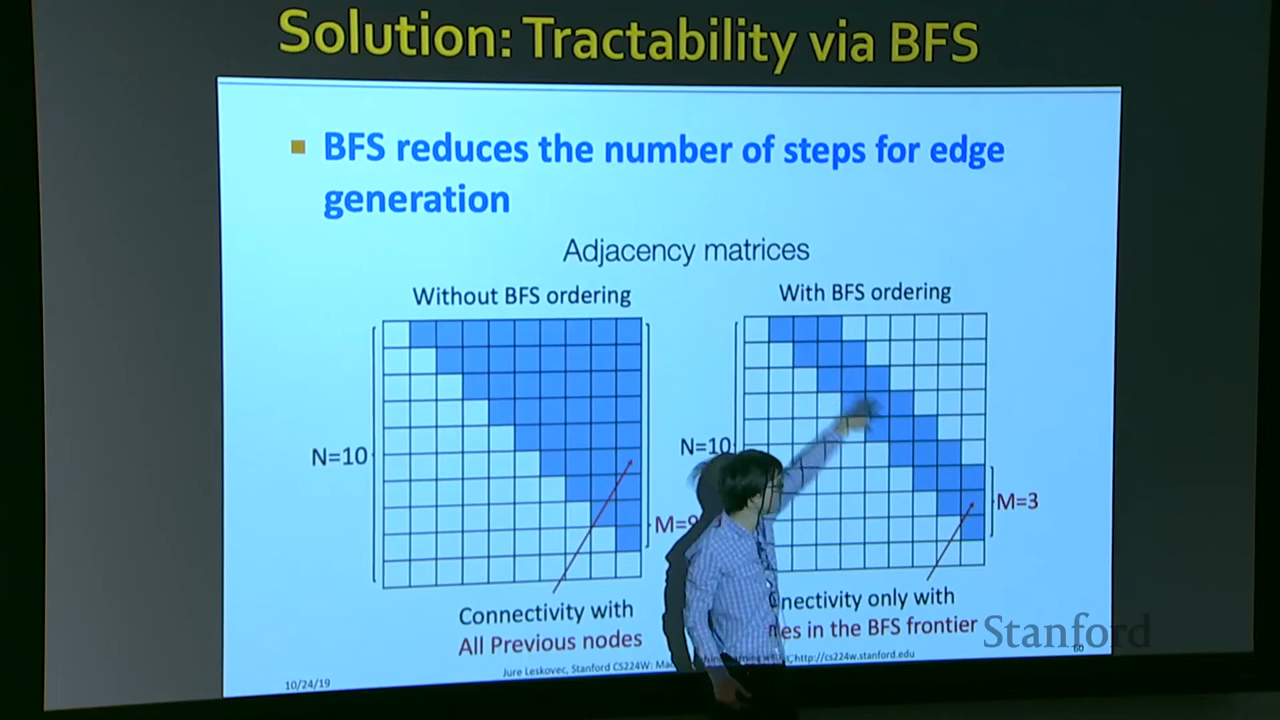 Solution: Tractability via BFS
BFS reduces the number of steps for edge
generation
Adjacency matrices
Without BFS ordering
With BFS ordering
N=10
N=10
M=9
M=3
Connectivity with
All Previous nodes
nectivity only with
es in the BFS frontier
Stanford
10/24/19
Jure Leskovec, Stanford CS224W: http://cs224w.stanford.edu
60